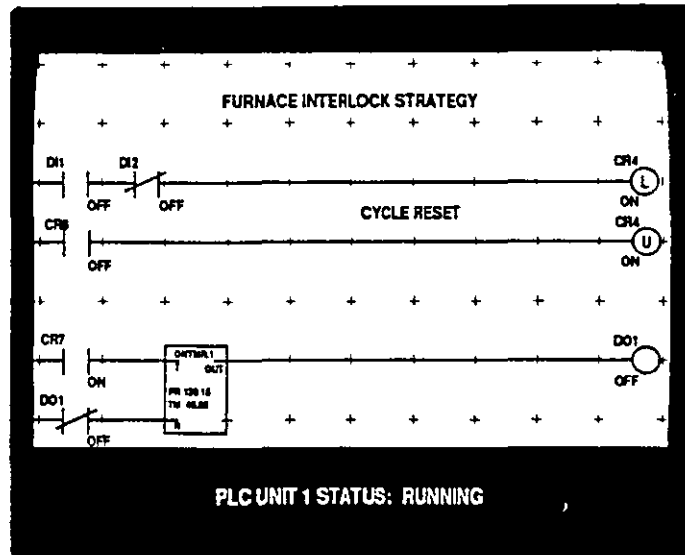 FURNACE INTERLOCK STRATEGY
DI1 DI2 CR4
L
OFF OFF ON
CYCLE RESET
CR4
U
OFF ON
CR7 DO1
OUT
ON OFF
DO1
OFF
PLC UNIT 1 STATUS: RUNNING